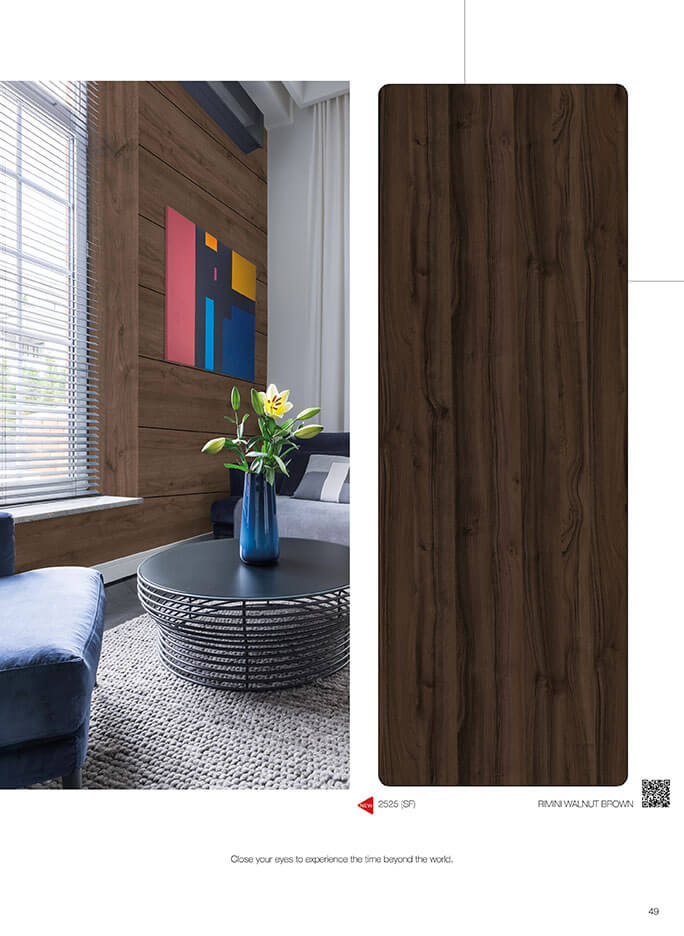 NEW
2525 (SF)
RIMINI WALNUT BROWN
Close your eyes to experience the time beyond the world.
49